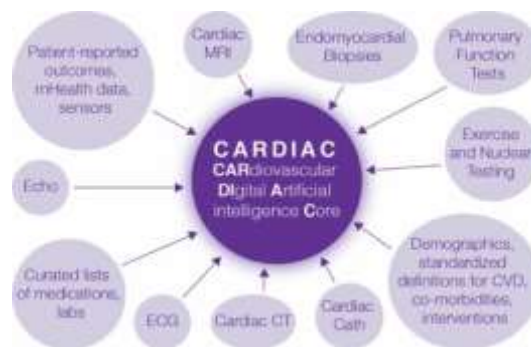 Patient-reported
outcomes,
mHealth data,
sensors
Cardiac
MRI
Endomyocardial
Biopsies
Pulmonary
Function
Tests
CARDIAC
CARdiovascular
DIgital Artificial
intelligence Core
Exercise
and Nuclear
Testing
Echo
Curated lists
of medications,
labs
ECG
Cardiac CT
Cardiac
Cath
Demographics,
standardized
definitions for CVD,
co-morbidities,
interventions